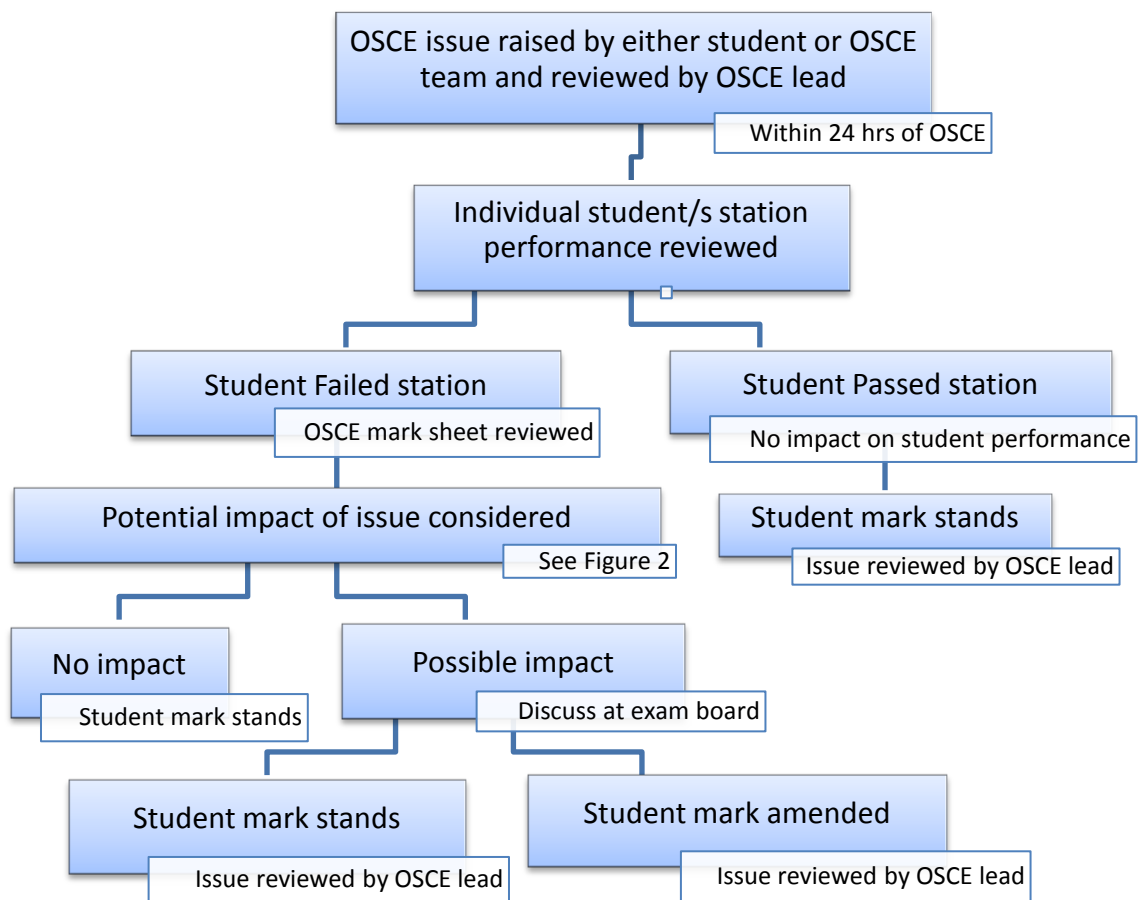 OSCE issue raised by either student or OSCE
team and reviewed by OSCE lead
Within 24 hrs of OSCE
Individual student/s station
performance reviewed
Student Failed station
OSCE mark sheet reviewed
Student Passed station
No impact on student performance
Potential impact of issue considered
See Figure 2
Student mark stands
Issue reviewed by OSCE lead
No impact
Student mark stands
Possible impact
Discuss at exam board
Student mark stands
Issue reviewed by OSCE lead
Student mark amended
Issue reviewed by OSCE lead